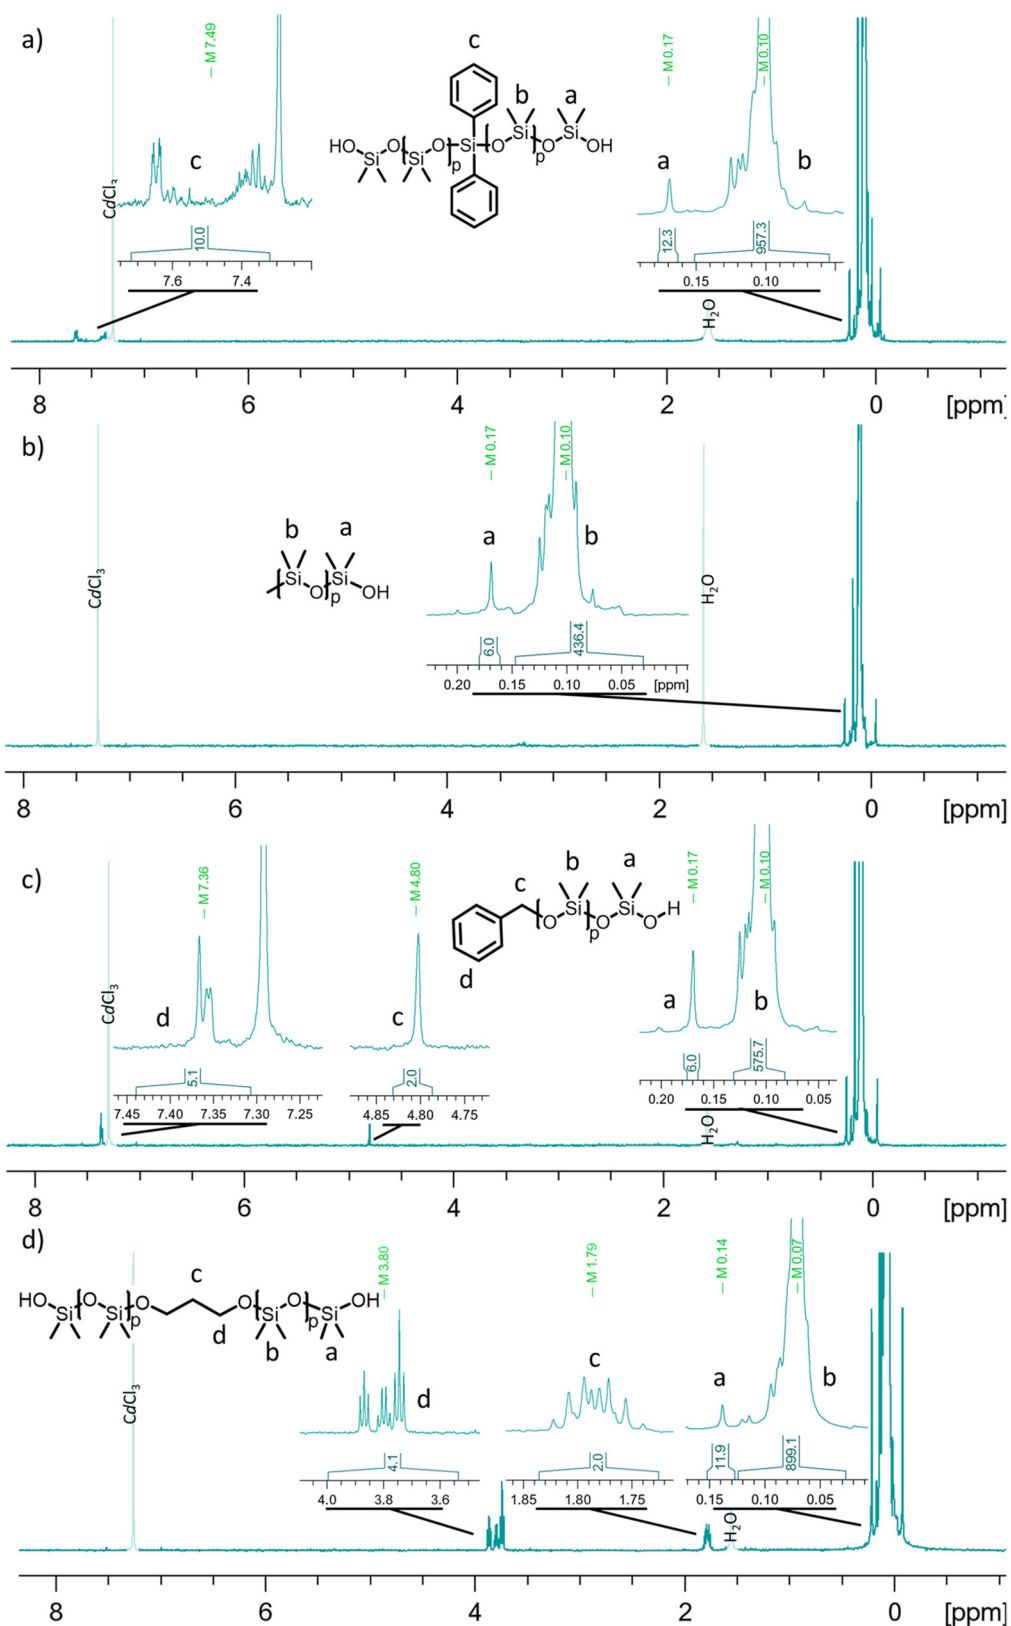 a)
— M 7.49
c
— M 0.17
— M 0.10
b
a
HO
Si
O
Si
O
Si
O
Si
O
Si
OH
p
p
c
a
b
CdCl3
10.0
12.3
957.3
7.6
7.4
0.15
0.10
H2O
8
6
4
2
0
[ppm]
b)
— M 0.17
— M 0.10
b
a
Si
O
Si
OH
p
a
b
CdCl3
H2O
6.0
436.4
0.20
0.15
0.10
0.05
[ppm]
8
6
4
2
0
[ppm]
c)
— M 7.36
— M 4.80
— M 0.17
— M 0.10
b
a
c
O
Si
O
Si
O
H
p
d
CdCl3
d
c
a
b
5.1
2.0
6.0
575.7
7.45
7.40
7.35
7.30
7.25
4.85
4.80
4.75
0.20
0.15
0.10
0.05
H2O
8
6
4
2
0
[ppm]
d)
— M 3.80
— M 1.79
— M 0.14
— M 0.07
c
HO
Si
O
Si
O
O
Si
O
Si
OH
p
p
d
b
a
CdCl3
d
c
a
b
4.1
2.0
11.9
899.1
4.0
3.8
3.6
1.85
1.80
1.75
0.15
0.10
0.05
H2O
8
6
4
2
0
[ppm]